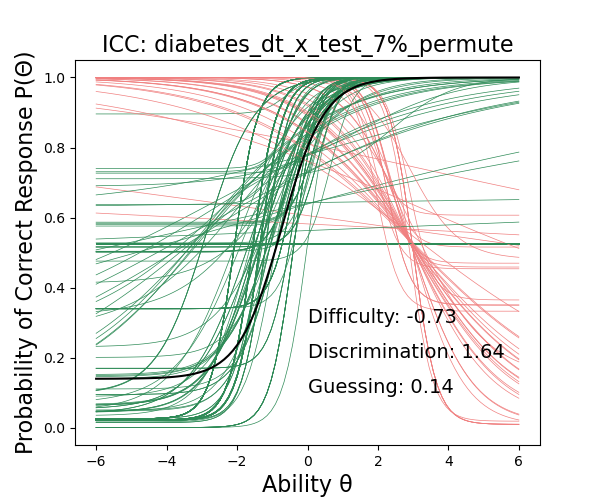 ICC: diabetes_dt_x_test_7%_permute
Probability of Correct Response P(Θ)
1.0
0.8
0.6
0.4
0.2
0.0
Difficulty: -0.73
Discrimination: 1.64
Guessing: 0.14
−6 −4 −2 0 2 4 6
Ability θ